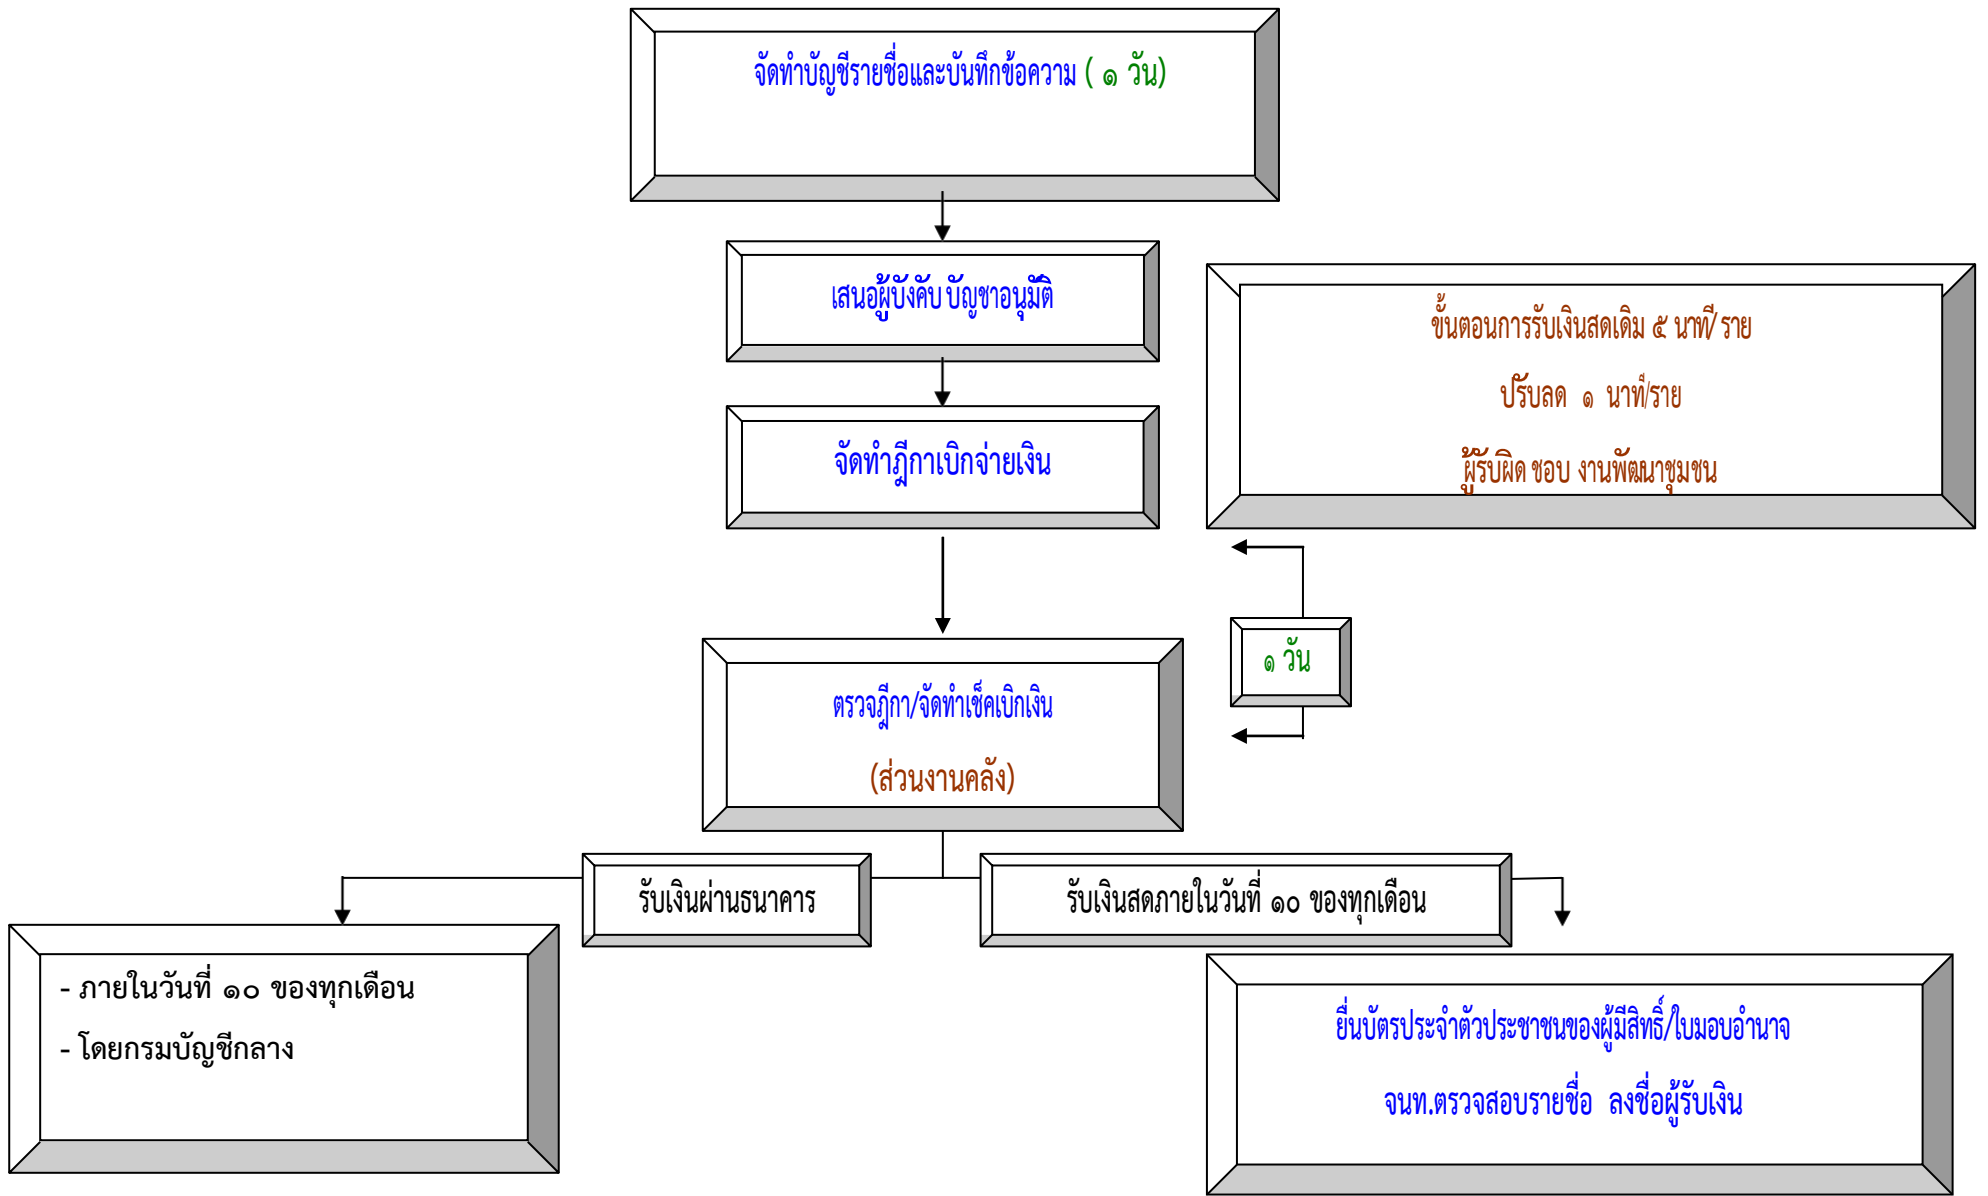 จัดทำบัญชีรายชื่อและบันทึกข้อความ ( ๑ วัน)
เสนอผู้บังคับ บัญชาอนุมัติ
ขั้นตอนการรับเงินสดเดิม ๕ นาที/ ราย
ปรับลด ๑ นาที/ราย
ผู้รับผิด ชอบ งานพัฒนาชุมชน
จัดทำฎีกาเบิกจ่ายเงิน
๑ วัน
ตรวจฎีกา/จัดทำเช็คเบิกเงิน
(ส่วนงานคลัง)
รับเงินผ่านธนาคาร
รับเงินสดภายในวันที่ ๑๐ ของทุกเดือน
- ภายในวันที่ ๑๐ ของทุกเดือน
- โดยกรมบัญชีกลาง
ยื่นบัตรประจำตัวประชาชนของผู้มีสิทธิ์/ใบมอบอำนาจ
จนท.ตรวจสอบรายชื่อ ลงชื่อผู้รับเงิน